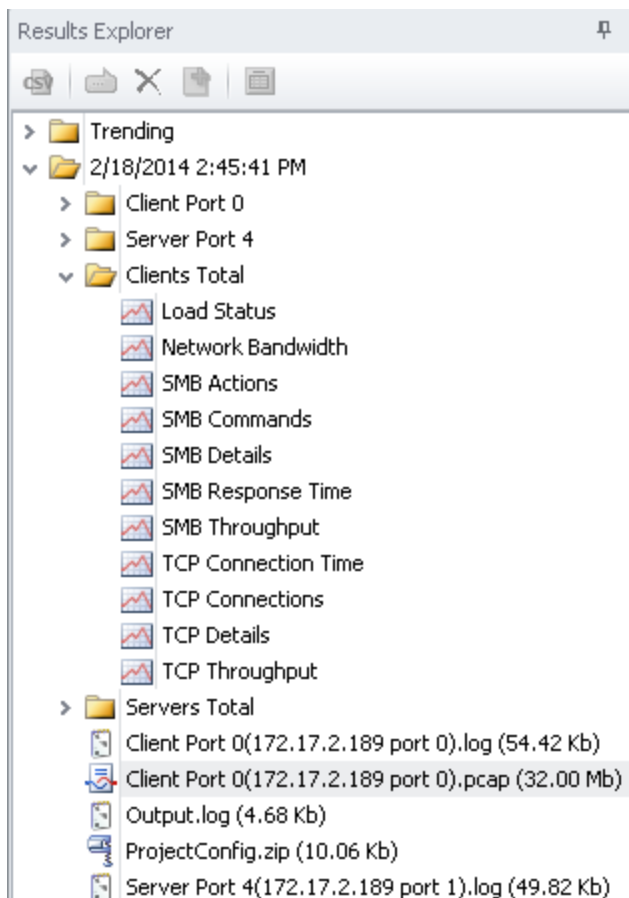 Results Explorer
CSV
Trending
2/18/2014 2:45:41 PM
Client Port 0
Server Port 4
Clients Total
Load Status
Network Bandwidth
SMB Actions
SMB Commands
SMB Details
SMB Response Time
SMB Throughput
TCP Connection Time
TCP Connections
TCP Details
TCP Throughput
Servers Total
Client Port 0(172.17.2.189 port 0).log (54.42 Kb)
Client Port 0(172.17.2.189 port 0).pcap (32.00 Mb)
Output.log (4.68 Kb)
ProjectConfig.zip (10.06 Kb)
Server Port 4(172.17.2.189 port 1).log (49.82 Kb)